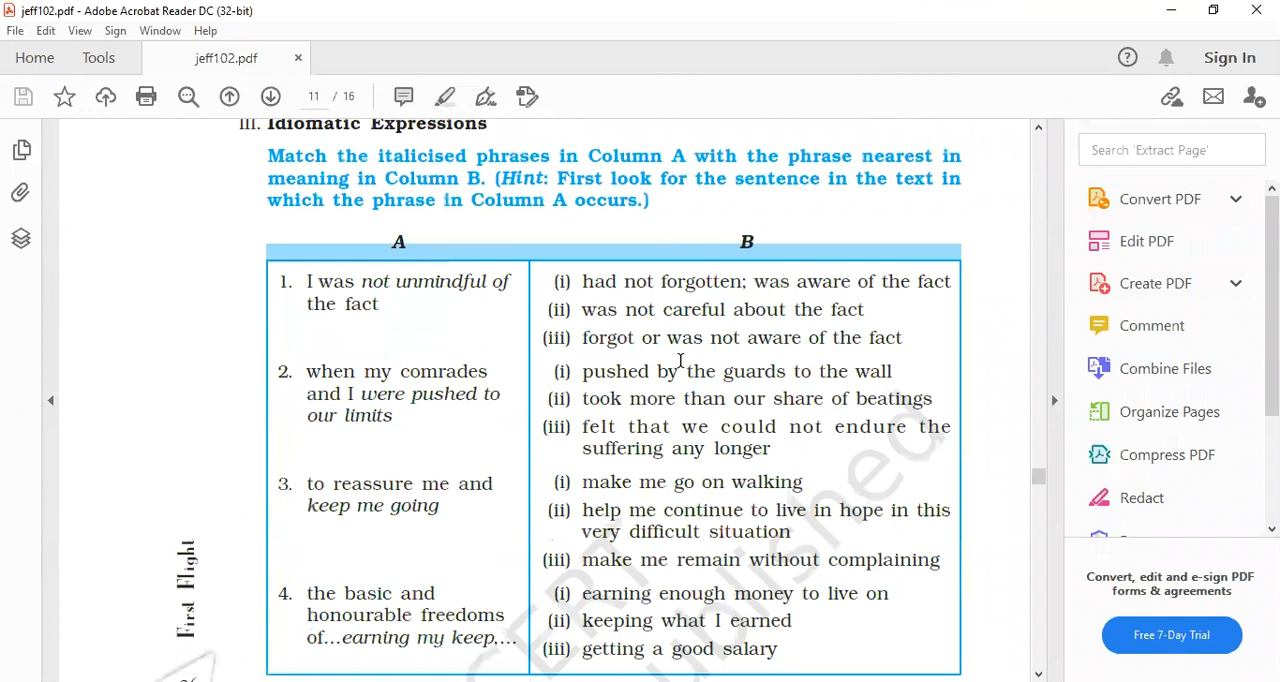 jeff102.pdf - Adobe Acrobat Reader DC (32-bit)
File Edit View Sign Window Help
Home Tools jeff102.pdf × Sign In
11 / 16
III. Idiomatic Expressions
Match the italicised phrases in Column A with the phrase nearest in
meaning in Column B. (Hint: First look for the sentence in the text in
which the phrase in Column A occurs.)
A B
1. I was not unmindful of
the fact
(i) had not forgotten; was aware of the fact
(ii) was not careful about the fact
(iii) forgot or was not aware of the fact
2. when my comrades
and I were pushed to
our limits
(i) pushed by the guards to the wall
(ii) took more than our share of beatings
(iii) felt that we could not endure the
suffering any longer
3. to reassure me and
keep me going
(i) make me go on walking
(ii) help me continue to live in hope in this
very difficult situation
(iii) make me remain without complaining
4. the basic and
honourable freedoms
of...earning my keep,...
(i) earning enough money to live on
(ii) keeping what I earned
(iii) getting a good salary
First Flight
Search 'Extract Page'
Convert PDF
Edit PDF
Create PDF
Comment
Combine Files
Organize Pages
Compress PDF
Redact
Convert, edit and e-sign PDF
forms & agreements
Free 7-Day Trial